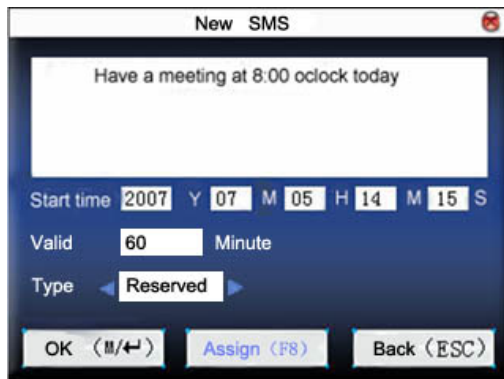 New SMS
Have a meeting at 8:00 oclock today
Start time 2007 Y 07 M 05 H 14 M 15 S
Valid 60 Minute
Type Reserved
OK (M/↵) Assign (F8) Back (ESC)